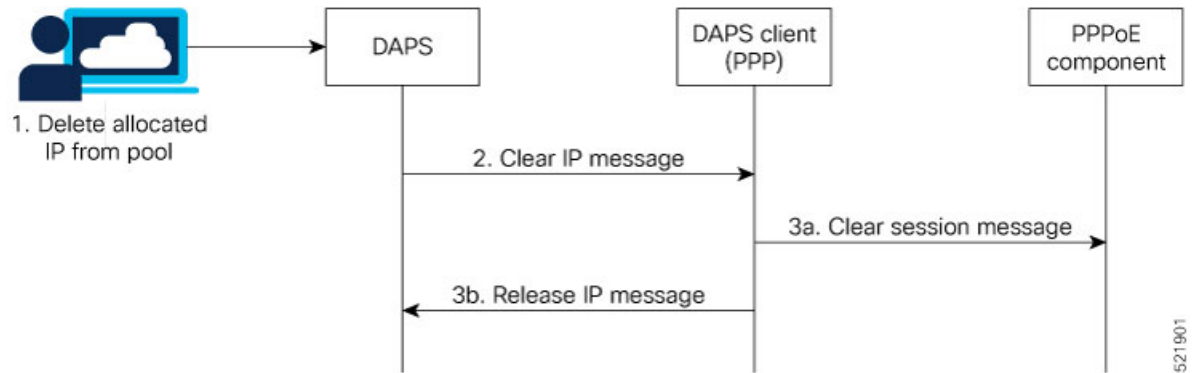 DAPS
DAPS client
(PPP)
PPPoE
component
1. Delete allocated
IP from pool
2. Clear IP message
3a. Clear session message
3b. Release IP message
521901